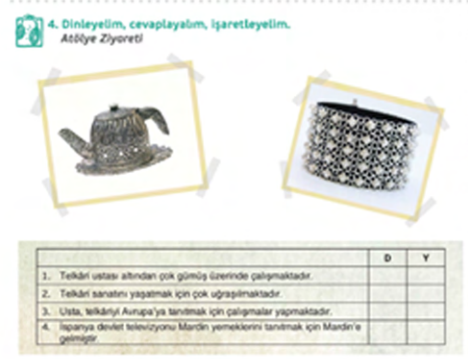 4. Dinleyelim, cevaplayalım, işaretleyelim.
Atölye Ziyareti
D Y
1. Telkâri ustası altından çok gümüş üzerinde çalışmaktadır.
2. Telkâri sanatını yaşatmak için çok uğraşılmaktadır.
3. Usta, telkâriyi Avrupa'ya tanıtmak için çalışmalar yapmaktadır.
4. İspanya devlet televizyonu Mardin yemeklerini tanıtmak için Mardin'e
gelmiştir.